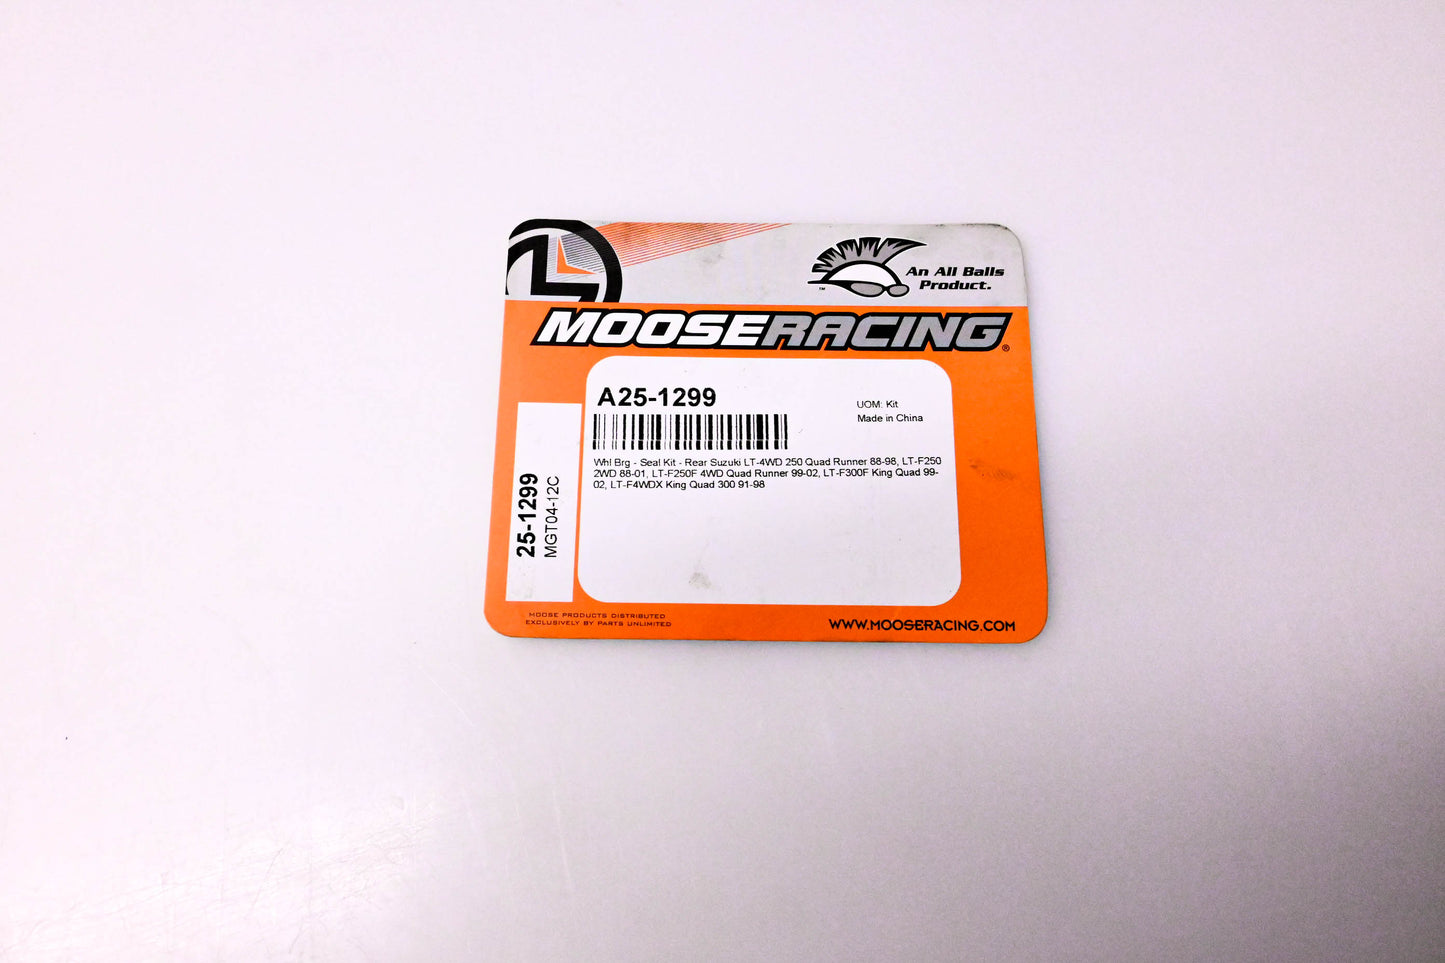 An All Balls
Product.
™
MOOSERACING®
A25-1299
UOM: Kit
Made in China
Whl Brg - Seal Kit - Rear Suzuki LT-4WD 250 Quad Runner 88-98, LT-F250
2WD 88-01, LT-F250F 4WD Quad Runner 99-02, LT-F300F King Quad 99-
02, LT-F4WDX King Quad 300 91-98
25-1299
MGT04-12C
MOOSE PRODUCTS DISTRIBUTED
EXCLUSIVELY BY PARTS UNLIMITED
WWW.MOOSERACING.COM